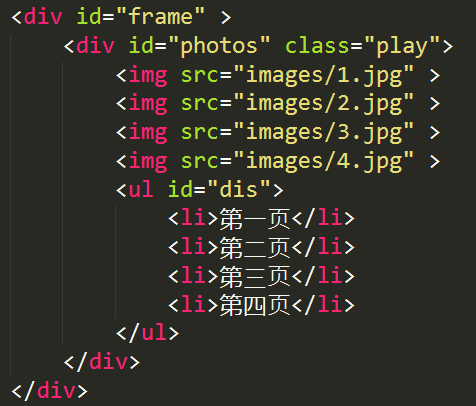 <div id="frame" >
    <div id="photos" class="play">
        <img src="images/1.jpg" >
        <img src="images/2.jpg" >
        <img src="images/3.jpg" >
        <img src="images/4.jpg" >
        <ul id="dis">
            <li>第一页</li>
            <li>第二页</li>
            <li>第三页</li>
            <li>第四页</li>
        </ul>
    </div>
</div>